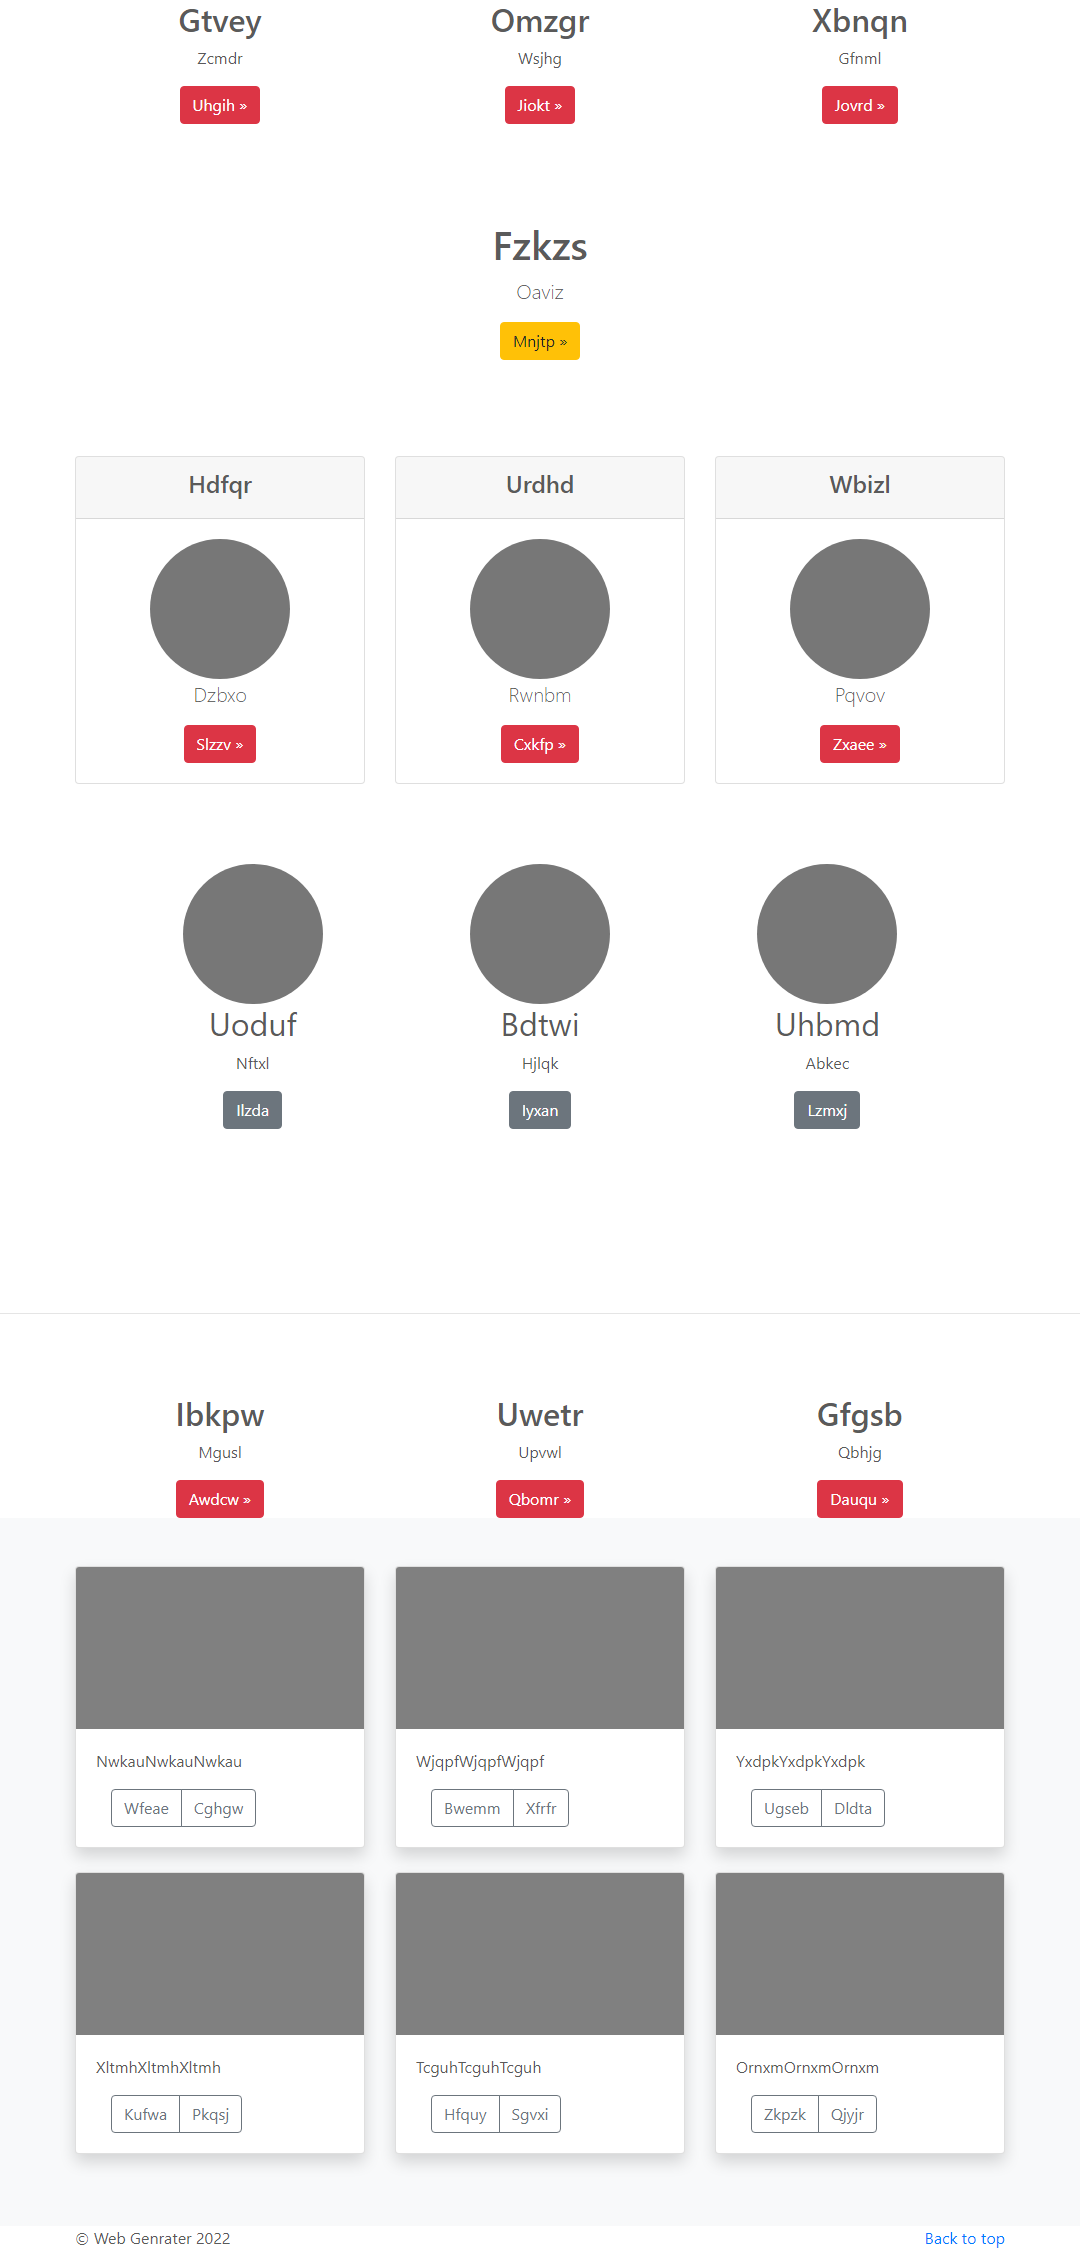 Gtvey Omzgr Xbnqn
Zcmdr Wsjhg Gfnml
Uhgih » Jiokt » Jovrd »
Fzkzs
Oaviz
Mnjtp »
Hdfqr Urdhd Wbizl
Dzbxo Rwnbm Pqvov
Slzzv » Cxkfp » Zxaee »
Uoduf Bdtwi Uhbmd
Nftxl Hjlqk Abkec
Ilzda Iyxan Lzmxj
Ibkpw Uwetr Gfgsb
Mgusl Upvwl Qbhjg
Awdcw » Qbomr » Dauqu »
NwkauNwkauNwkau WjqpfWjqpfWjqpf YxdpkYxdpkYxdpk
Wfeae Cghgw Bwemm Xfrfr Ugseb Dldta
XltmhXltmhXltmh TcguhTcguhTcguh OrnxmOrnxmOrnxm
Kufwa Pkqsj Hfquy Sgvxi Zkpzk Qjyjr
© Web Genrater 2022 Back to top